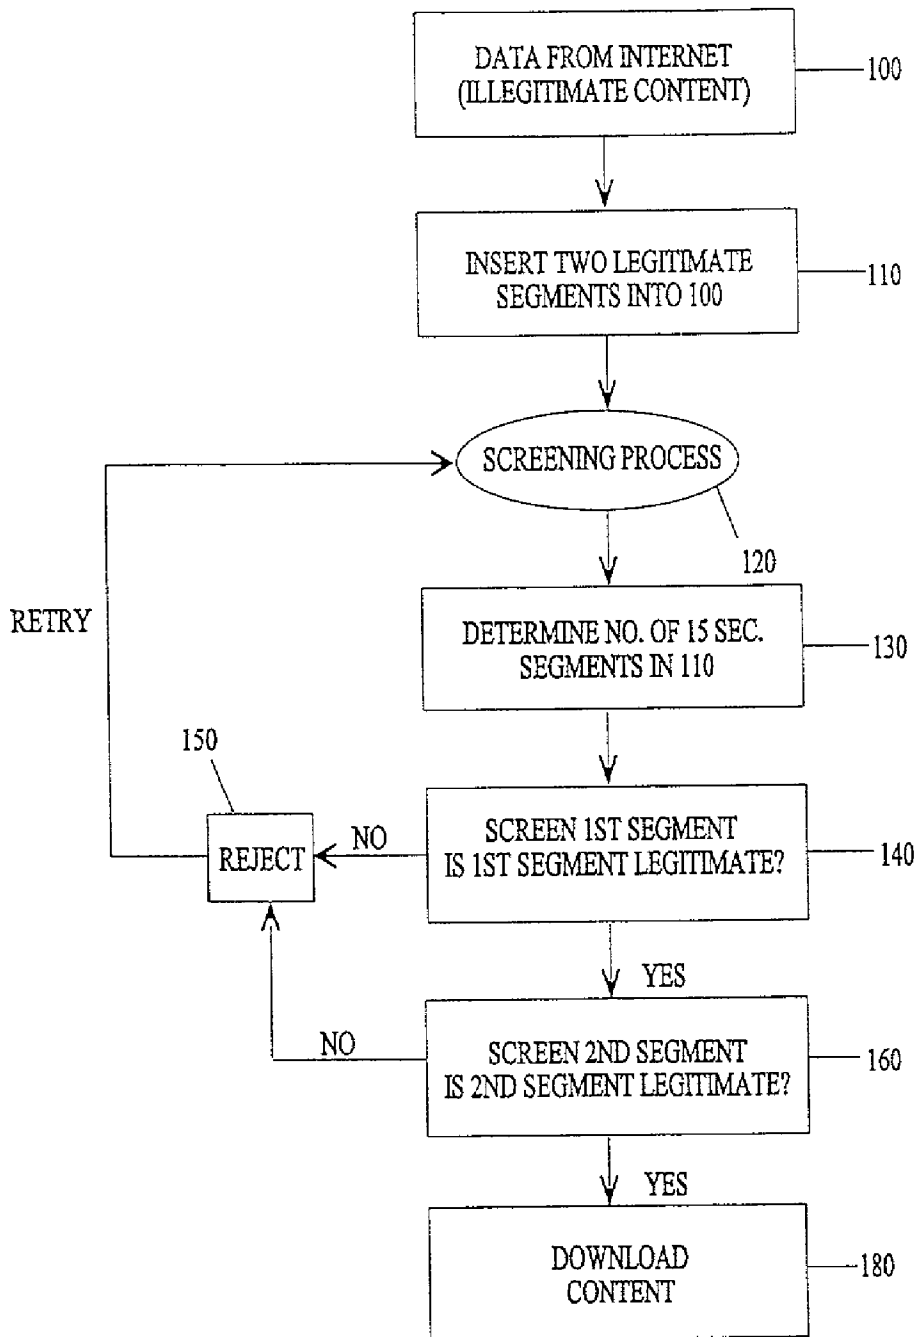 DATA FROM INTERNET
(ILLEGITIMATE CONTENT)
100
INSERT TWO LEGITIMATE
SEGMENTS INTO 100
110
SCREENING PROCESS
120
RETRY
DETERMINE NO. OF 15 SEC.
SEGMENTS IN 110
130
150
REJECT
NO
SCREEN 1ST SEGMENT
IS 1ST SEGMENT LEGITIMATE?
140
YES
NO
SCREEN 2ND SEGMENT
IS 2ND SEGMENT LEGITIMATE?
160
YES
DOWNLOAD
CONTENT
180